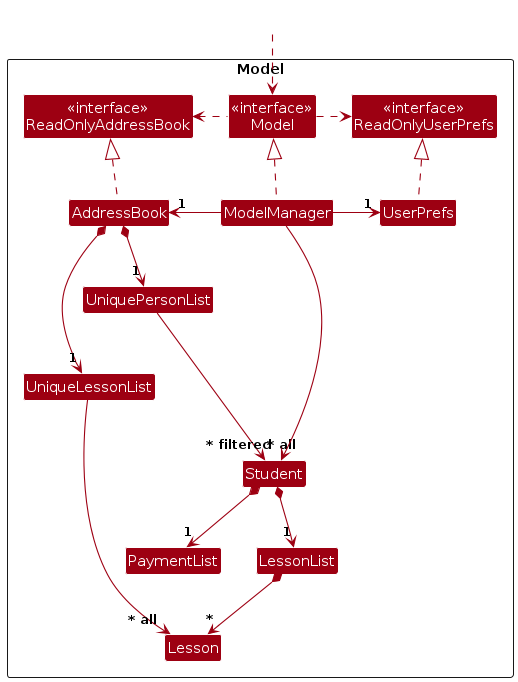 Model
«interface»
ReadOnlyAddressBook
«interface»
Model
«interface»
ReadOnlyUserPrefs
AddressBook
1
ModelManager
1
UserPrefs
1
UniquePersonList
1
UniqueLessonList
* filtered
* all
Student
1
1
PaymentList
LessonList
* all
*
Lesson